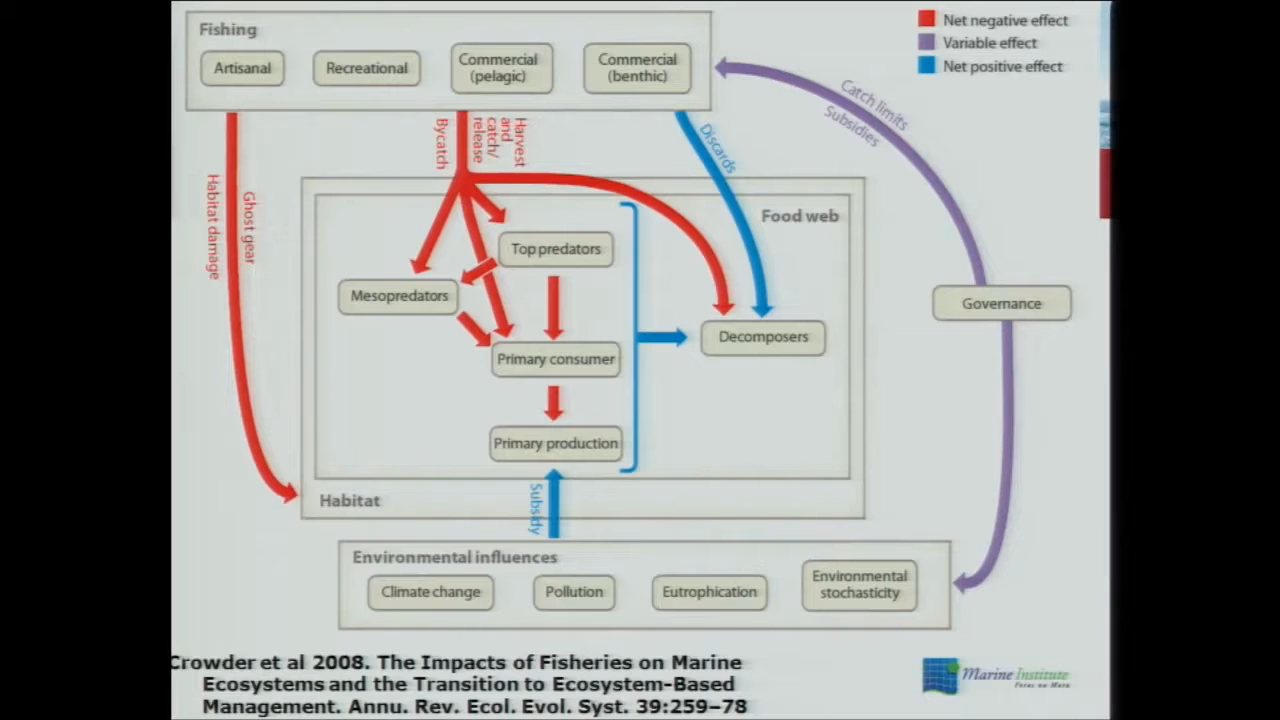 Fishing
Artisanal
Recreational
Commercial
(pelagic)
Commercial
(benthic)
Net negative effect
Variable effect
Net positive effect
Catch limits
Subsidies
Bycatch
Harvest
and
catch/
release
Discards
Ghost gear
Habitat damage
Food web
Top predators
Mesopredators
Governance
Decomposers
Primary consumer
Primary production
Habitat
Subsidy
Environmental influences
Climate change
Pollution
Eutrophication
Environmental
stochasticity
Crowder et al 2008. The Impacts of Fisheries on Marine
Ecosystems and the Transition to Ecosystem-Based
Management. Annu. Rev. Ecol. Evol. Syst. 39:259–78
Marine Institute